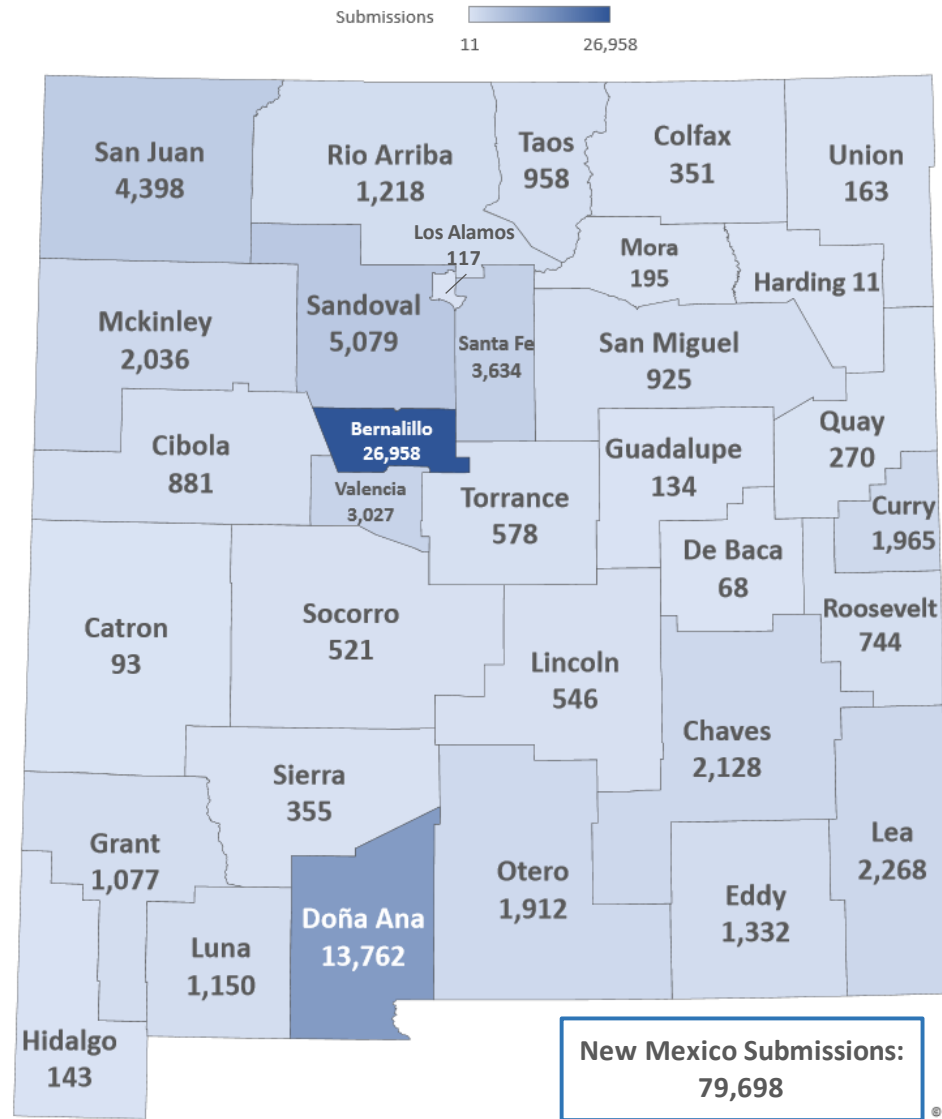 Submissions
11
26,958
San Juan
4,398
Rio Arriba
1,218
Taos
958
Colfax
351
Union
163
Los Alamos
117
Mora
195
Harding 11
Mckinley
2,036
Sandoval
5,079
Santa Fe
3,634
San Miguel
925
Quay
270
Cibola
881
Bernalillo
26,958
Valencia
3,027
Torrance
578
Guadalupe
134
Curry
1,965
De Baca
68
Roosevelt
744
Catron
93
Socorro
521
Lincoln
546
Chaves
2,128
Sierra
355
Grant
1,077
Otero
1,912
Lea
2,268
Eddy
1,332
Doña Ana
13,762
Luna
1,150
Hidalgo
143
New Mexico Submissions:
79,698
©